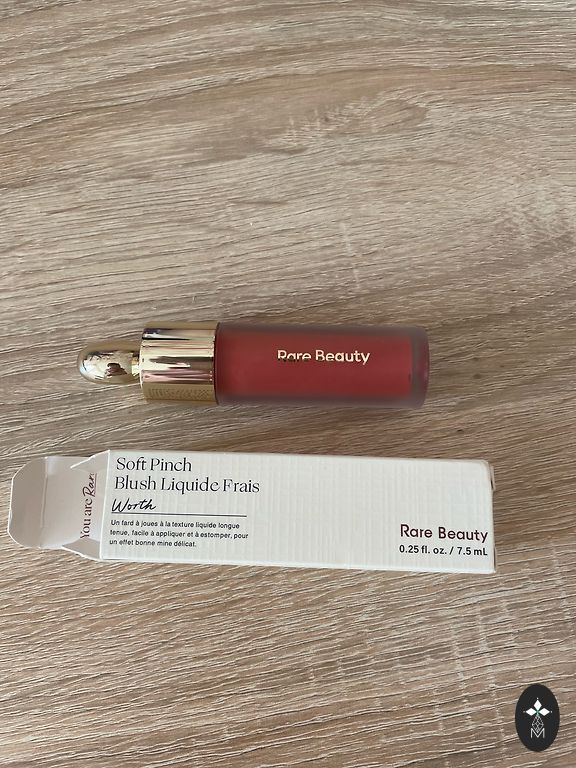 Rare Beauty
Soft Pinch
Blush Liquide Frais
Worth
Un fard à joues à la texture liquide longue
tenue, facile à appliquer et à estomper, pour
un effet bonne mine délicat.
You are Rare
Rare Beauty
0.25 fl. oz. / 7.5 mL